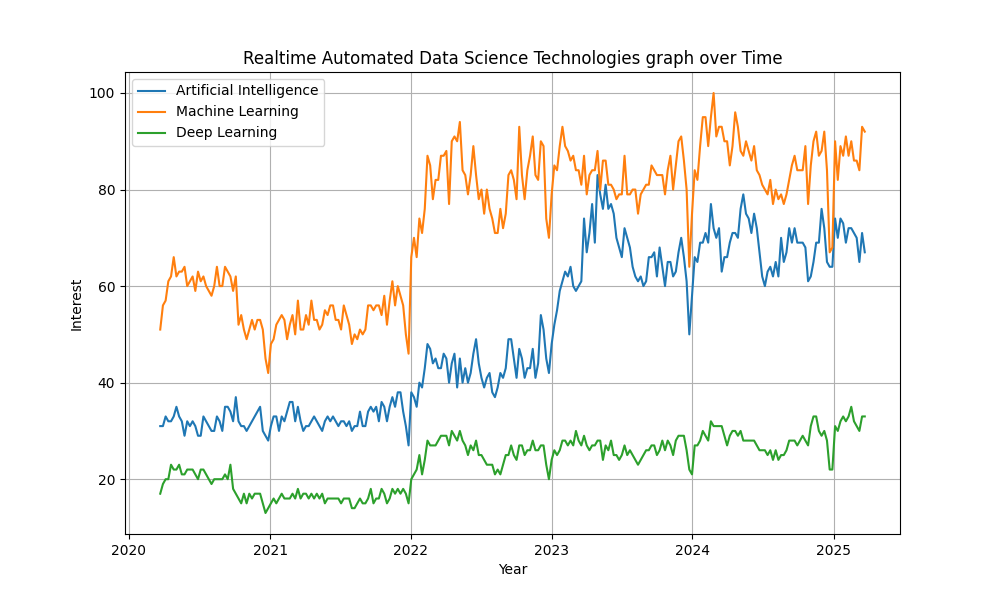 Realtime Automated Data Science Technologies graph over Time
Artificial Intelligence
Machine Learning
Deep Learning
100
80
60
40
20
Interest
2020 2021 2022 2023 2024 2025
Year